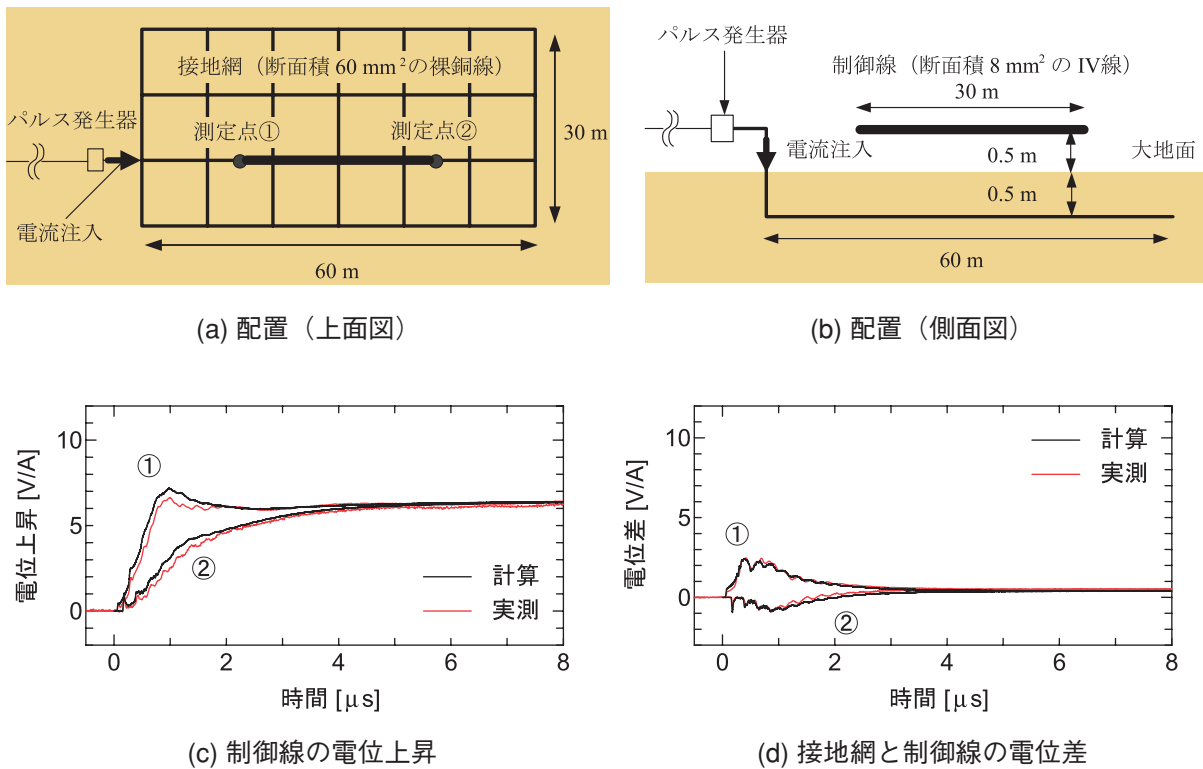 接地網(断面積 60 mm²の裸銅線)
パルス発生器
測定点①
測定点②
30 m
電流注入
60 m
(a) 配置(上面図)
パルス発生器
制御線(断面積 8 mm² の IV線)
30 m
電流注入
0.5 m
大地面
0.5 m
60 m
(b) 配置(側面図)
電位上昇 [V/A]
10
5
0
①
②
計算
実測
0 2 4 6 8
時間 [μs]
(c) 制御線の電位上昇
電位差 [V/A]
10
5
0
①
②
計算
実測
0 2 4 6 8
時間 [μs]
(d) 接地網と制御線の電位差